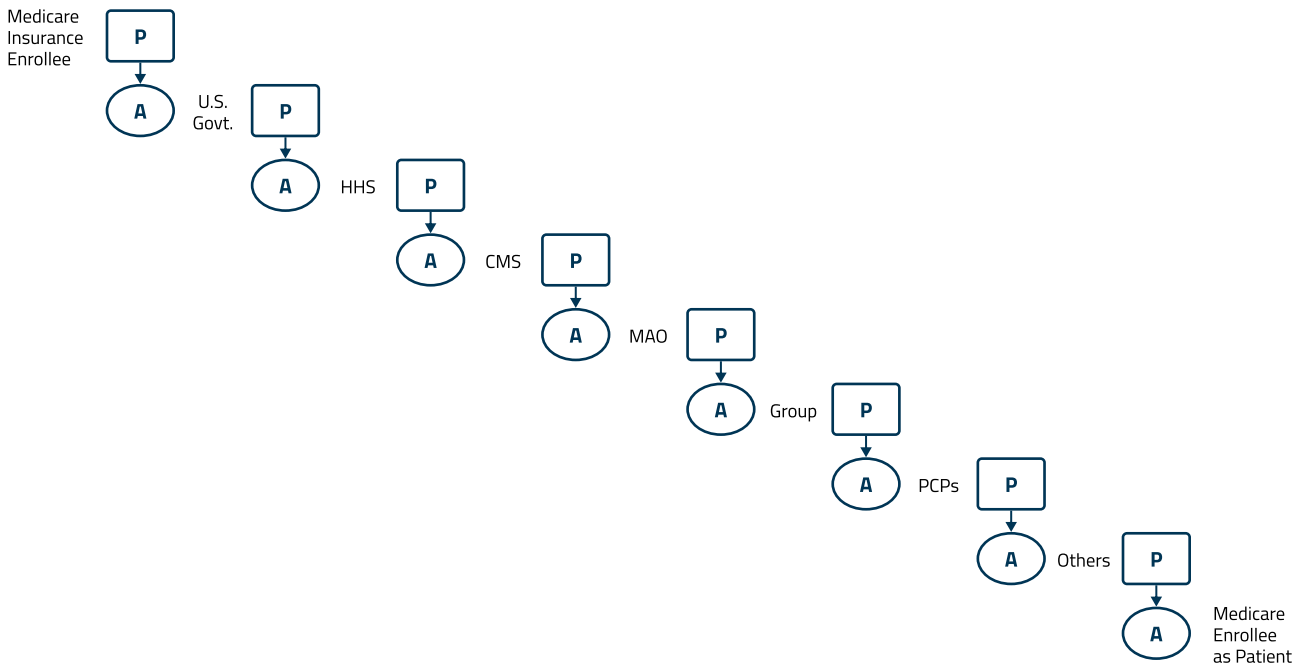 Medicare
Insurance
Enrollee
P
A
U.S.
Govt.
P
A
HHS
P
A
CMS
P
A
MAO
P
A
Group
P
A
PCPs
P
A
Others
P
A
Medicare
Enrollee
as Patient